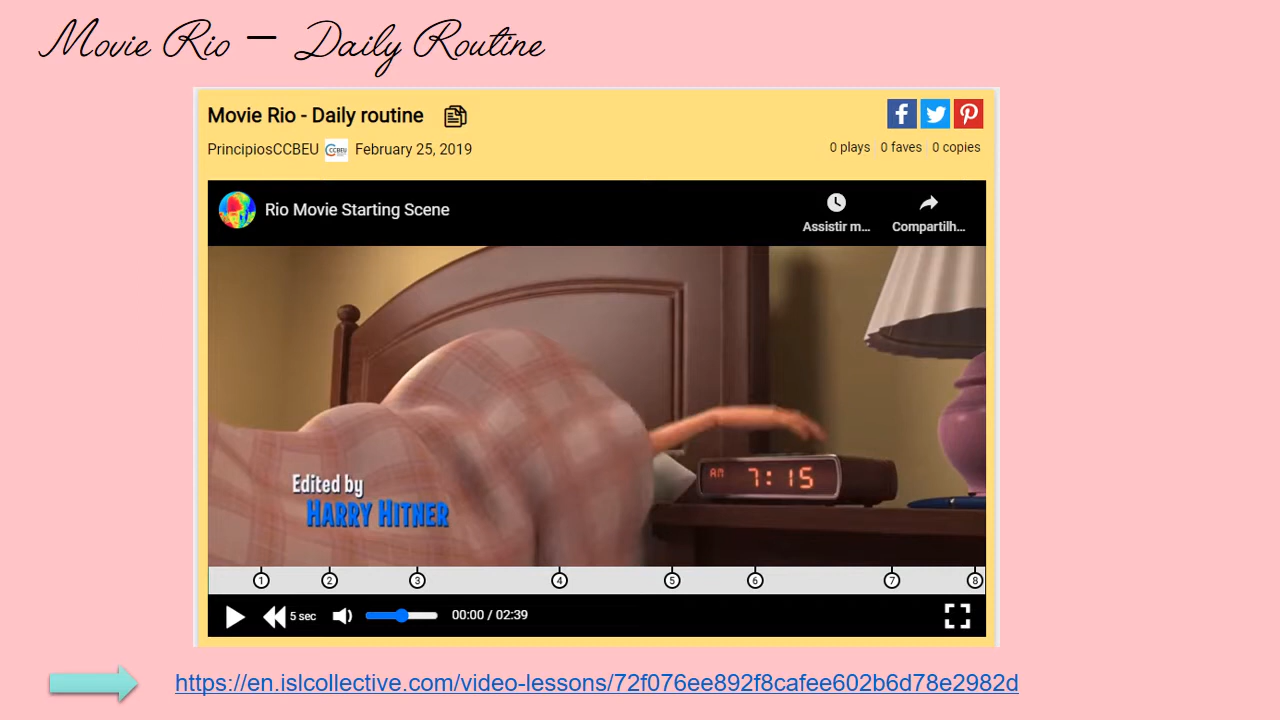 Movie Rio – Daily Routine
Movie Rio - Daily routine
PrincipiosCCBEU CCBEU February 25, 2019
0 plays 0 faves 0 copies
Rio Movie Starting Scene
Assistir m... Compartilh...
AM 7:15
Edited by
HARRY HITNER
1 2 3 4 5 6 7 8
5 sec 00:00 / 02:39
https://en.islcollective.com/video-lessons/72f076ee892f8cafee602b6d78e2982d